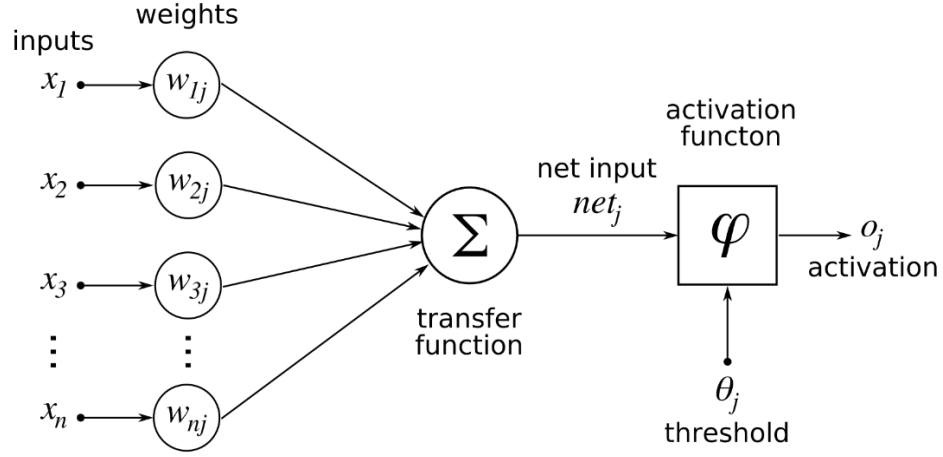 weights
inputs
x1
w1j
x2
w2j
x3
w3j
⋮
⋮
xn
wnj
Σ
transfer
function
net input
netj
activation
functon
φ
oj
activation
θj
threshold